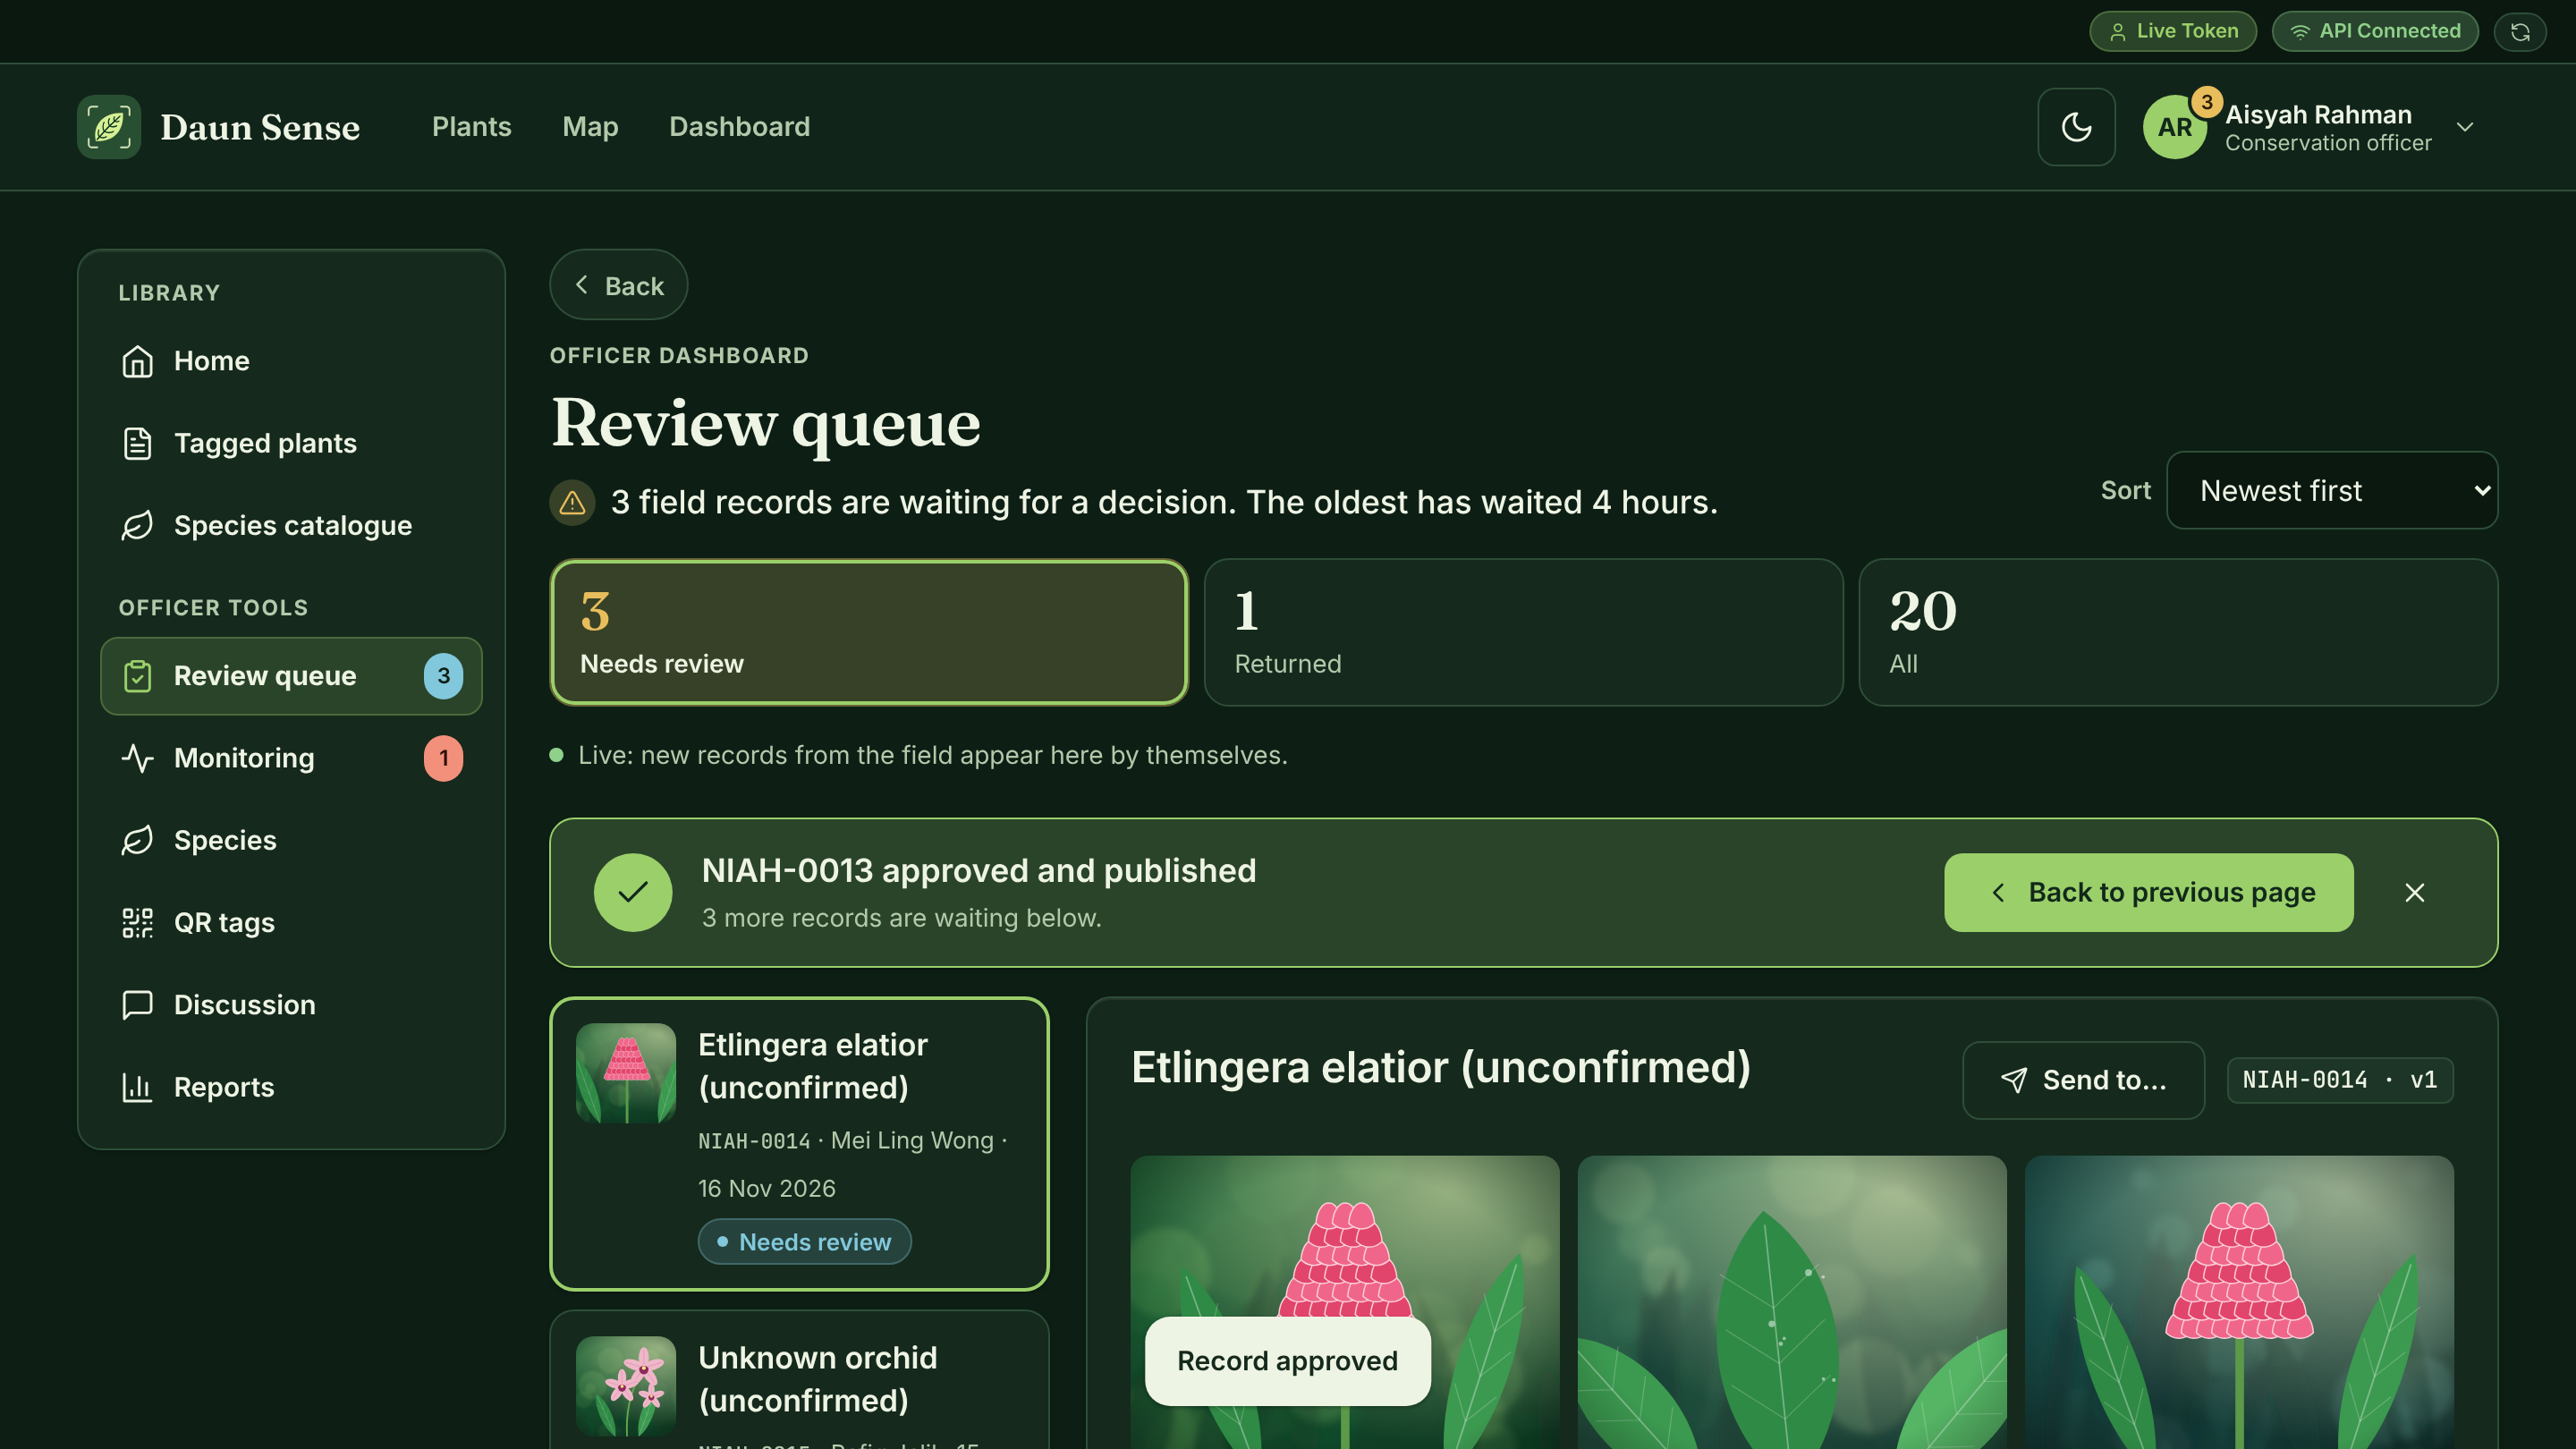 Live Token
API Connected
Daun Sense
Plants
Map
Dashboard
AR
3
Aisyah Rahman
Conservation officer
LIBRARY
Home
Tagged plants
Species catalogue
OFFICER TOOLS
Review queue
3
Monitoring
1
Species
QR tags
Discussion
Reports
Back
OFFICER DASHBOARD
Review queue
3 field records are waiting for a decision. The oldest has waited 4 hours.
Sort
Newest first
3
Needs review
1
Returned
20
All
Live: new records from the field appear here by themselves.
NIAH-0013 approved and published
3 more records are waiting below.
Back to previous page
Etlingera elatior
(unconfirmed)
NIAH-0014 · Mei Ling Wong ·
16 Nov 2026
Needs review
Unknown orchid
(unconfirmed)
Etlingera elatior (unconfirmed)
Send to...
NIAH-0014 · v1
Record approved